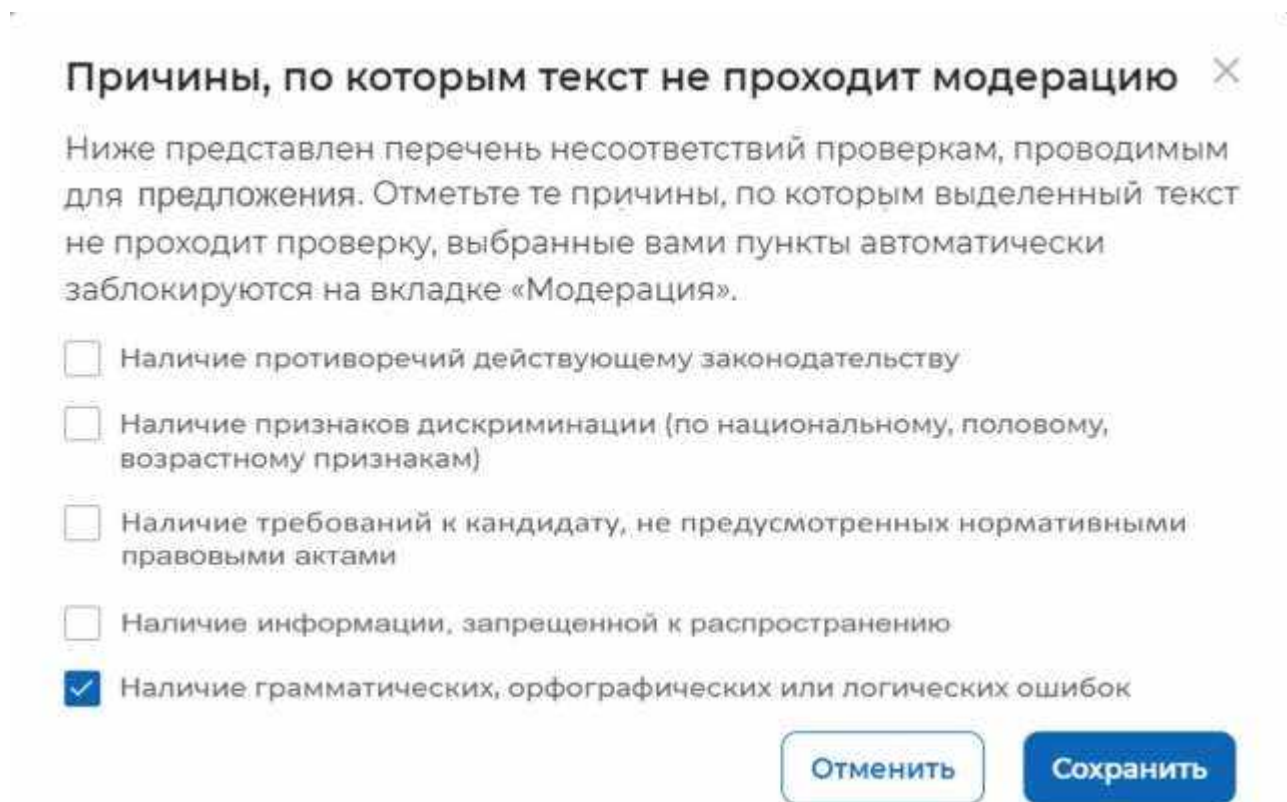 Причины, по которым текст не проходит модерацию
Ниже представлен перечень несоответствий проверкам, проводимым
для предложения. Отметьте те причины, по которым выделенный текст
не проходит проверку, выбранные вами пункты автоматически
заблокируются на вкладке «Модерация».
Наличие противоречий действующему законодательству
Наличие признаков дискриминации (по национальному, половому,
возрастному признакам)
Наличие требований к кандидату, не предусмотренных нормативными
правовыми актами
Наличие информации, запрещенной к распространению
Наличие грамматических, орфографических или логических ошибок
Отменить Сохранить